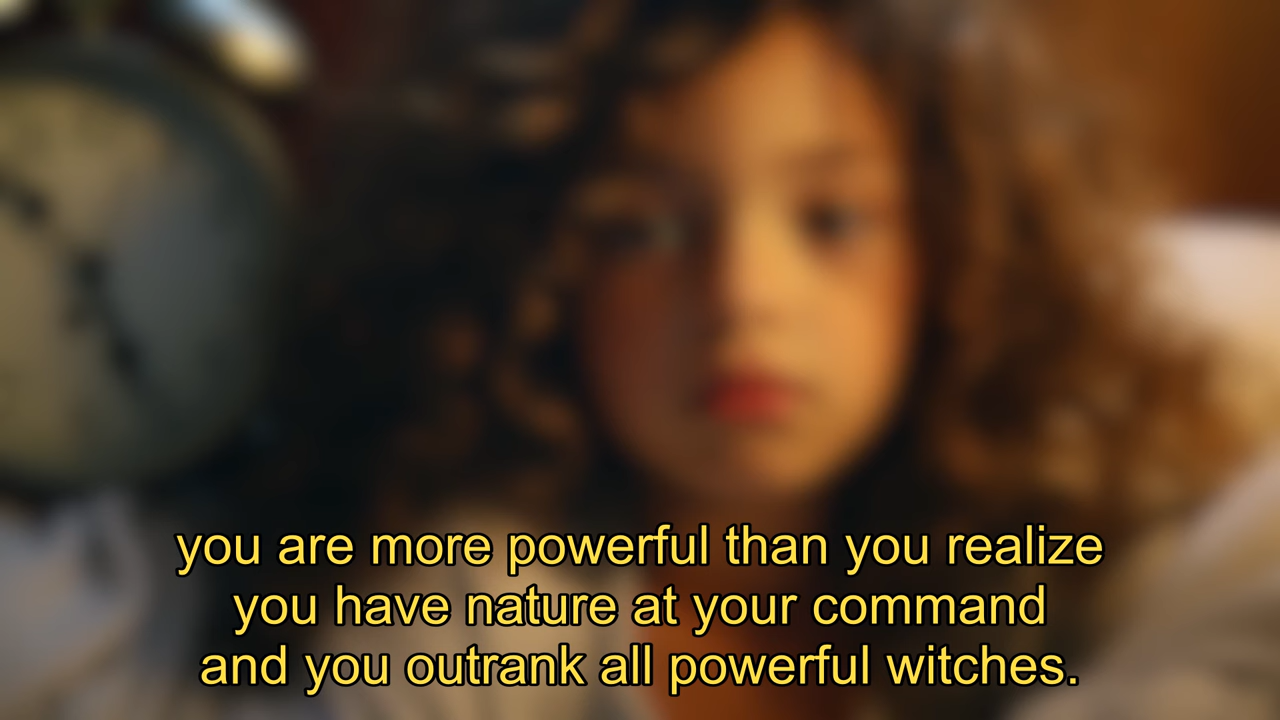 you are more powerful than you realize
you have nature at your command
and you outrank all powerful witches.